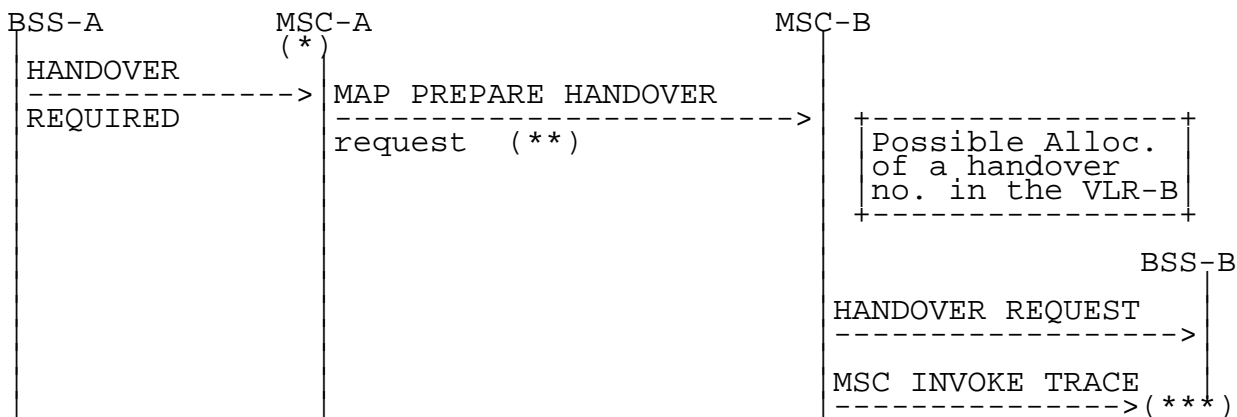 BSS-A MSC-A MSC-B
(*)
HANDOVER
REQUIRED
MAP PREPARE HANDOVER
request (**)
Possible Alloc.
of a handover
no. in the VLR-B
BSS-B
HANDOVER REQUEST
MSC INVOKE TRACE
(***)